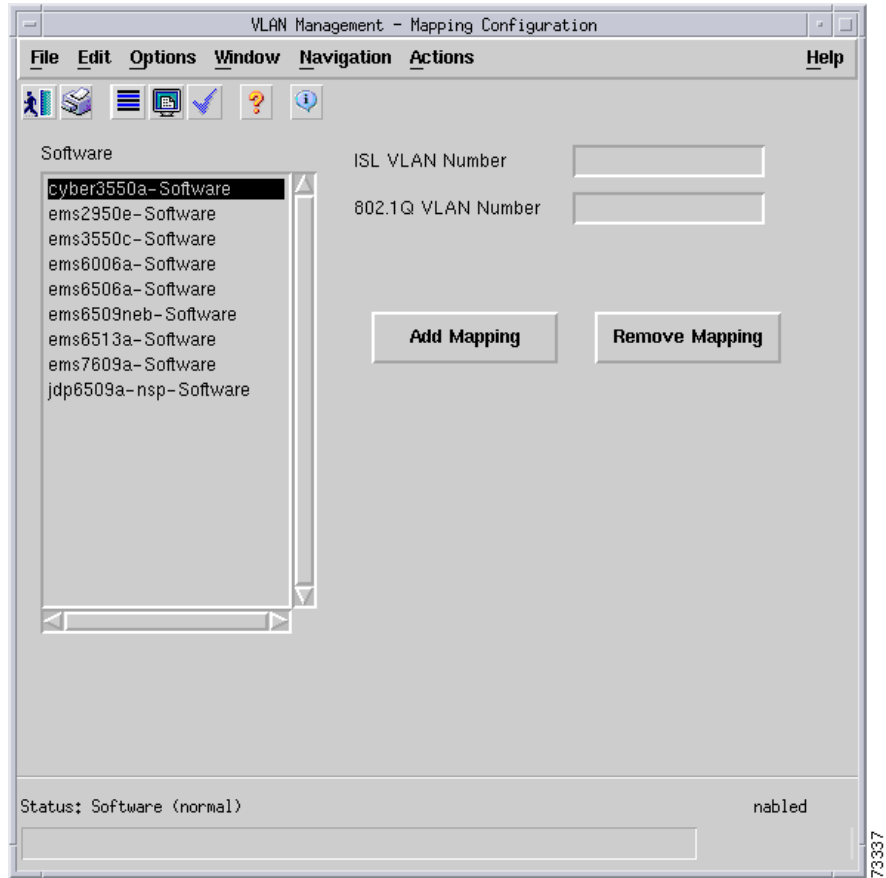 VLAN Management - Mapping Configuration
File Edit Options Window Navigation Actions Help
Software
cyber3550a-Software
ems2950e-Software
ems3550c-Software
ems6006a-Software
ems6506a-Software
ems6509neb-Software
ems6513a-Software
ems7609a-Software
jdp6509a-nsp-Software
ISL VLAN Number
802.1Q VLAN Number
Add Mapping Remove Mapping
Status: Software (normal) nabled
73337